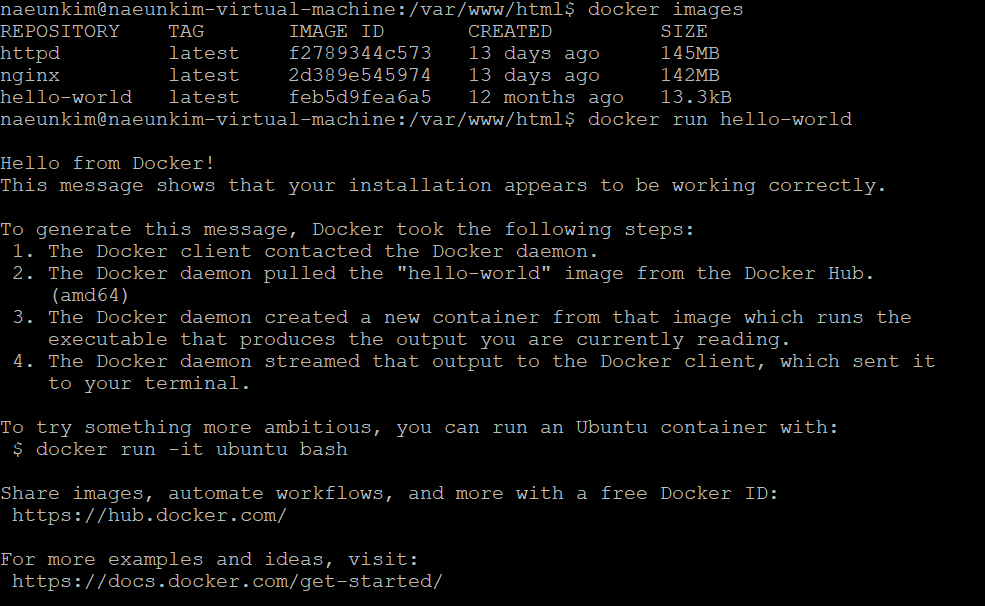 naeunkim@naeunkim-virtual-machine:/var/www/html$ docker images
REPOSITORY    TAG       IMAGE ID       CREATED         SIZE
httpd         latest    f2789344c573   13 days ago     145MB
nginx         latest    2d389e545974   13 days ago     142MB
hello-world   latest    feb5d9fea6a5   12 months ago   13.3kB
naeunkim@naeunkim-virtual-machine:/var/www/html$ docker run hello-world

Hello from Docker!
This message shows that your installation appears to be working correctly.

To generate this message, Docker took the following steps:
 1. The Docker client contacted the Docker daemon.
 2. The Docker daemon pulled the "hello-world" image from the Docker Hub.
    (amd64)
 3. The Docker daemon created a new container from that image which runs the
    executable that produces the output you are currently reading.
 4. The Docker daemon streamed that output to the Docker client, which sent it
    to your terminal.

To try something more ambitious, you can run an Ubuntu container with:
 $ docker run -it ubuntu bash

Share images, automate workflows, and more with a free Docker ID:
 https://hub.docker.com/

For more examples and ideas, visit:
 https://docs.docker.com/get-started/